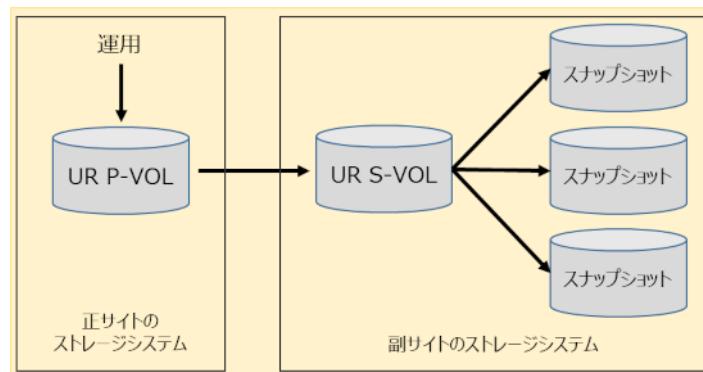 運用
UR P-VOL
正サイトの
ストレージシステム
UR S-VOL
スナップショット
スナップショット
スナップショット
副サイトのストレージシステム